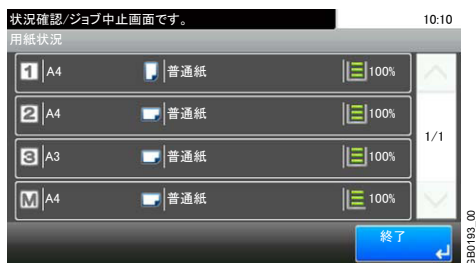 状況確認/ジョブ中止画面です。 10:10
用紙状況
1 A4 普通紙 100%
2 A4 普通紙 100%
3 A3 普通紙 100%
M A4 普通紙 100%
1/1
終了
GB0193_00